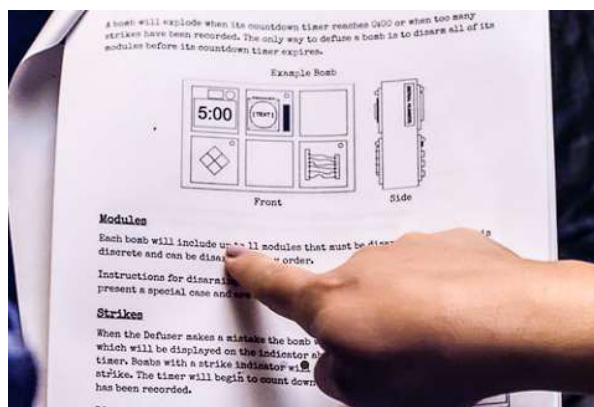 A bomb will explode when its countdown timer reaches 0:00 or when too many
strikes have been recorded. The only way to defuse a bomb is to disarm all of its
modules before its countdown timer expires.
Example Bomb
5:00
[TEXT]
Front
Side
Modules
Each bomb will include up to 11 modules that must be
discrete and can be order.
Instructions for
present a special case and
Strikes
When the Defuser makes a mistake the bomb
which will be displayed on the indicator
timer. Bombs with a strike indicator
strike. The timer will begin to count down
has been recorded.